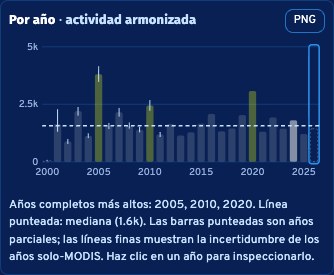 Por año · actividad armonizada
PNG
5k
2.5k
0
2000 2005 2010 2015 2020 2025
Años completos más altos: 2005, 2010, 2020. Línea
punteada: mediana (1.6k). Las barras punteadas son años
parciales; las líneas finas muestran la incertidumbre de los
años solo-MODIS. Haz clic en un año para inspeccionarlo.